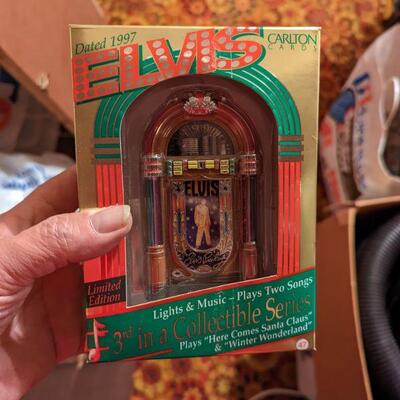 Dated 1997
ELVIS
CARLTON
CARDS
ELVIS
Limited
Edition
Lights & Music – Plays Two Songs
3rd in a Collectible Series
Plays "Here Comes Santa Claus"
& "Winter Wonderland"
47